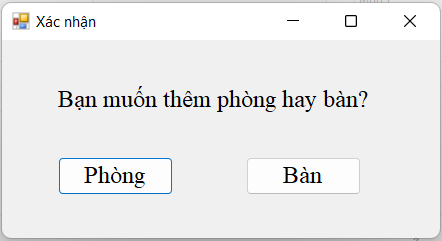 Xác nhận
Bạn muốn thêm phòng hay bàn?
Phòng
Bàn